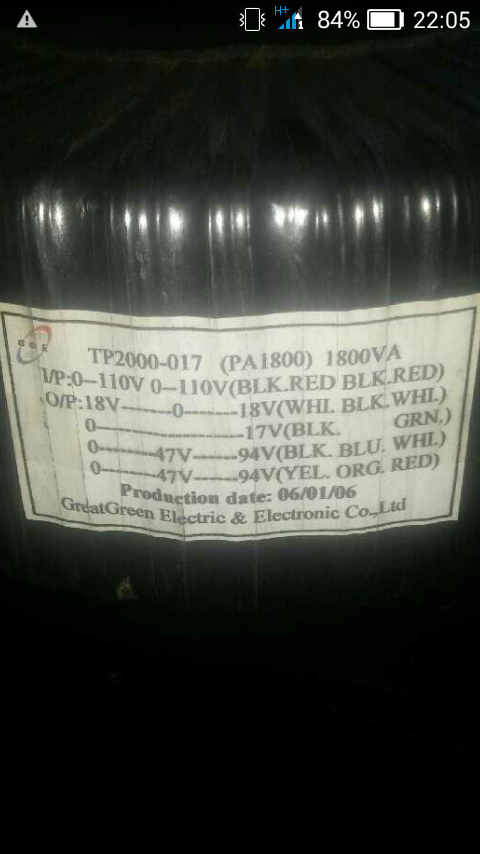 84% 22:05
TP2000-017 (PA1800) 1800VA
I/P:0—110V 0—110V(BLK.RED BLK.RED)
O/P:18V-------0-------18V(WHI. BLK.WHI.)
0--------------------17V(BLK. GRN.)
0-------47V------94V(BLK. BLU. WHI.)
0-------47V------94V(YEL. ORG. RED)
Production date: 06/01/06
GreatGreen Electric & Electronic Co.,Ltd